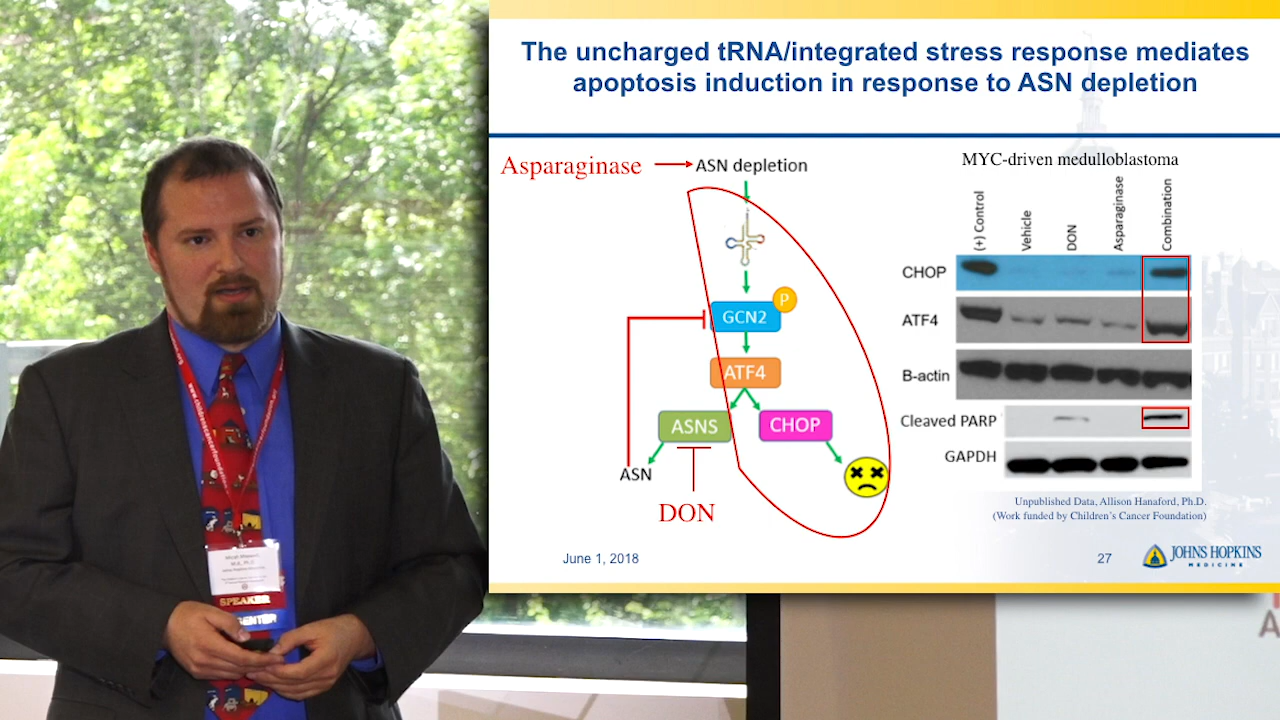 The uncharged tRNA/integrated stress response mediates
apoptosis induction in response to ASN depletion
Asparaginase
ASN depletion
P
GCN2
ATF4
ASNS
CHOP
ASN
DON
MYC-driven medulloblastoma
(+) Control
Vehicle
DON
Asparaginase
Combination
CHOP
ATF4
B-actin
Cleaved PARP
GAPDH
Unpublished Data, Allison Hanaford, Ph.D.
(Work funded by Children's Cancer Foundation)
June 1, 2018
27
JOHNS HOPKINS
MEDICINE
SPEAKER
A